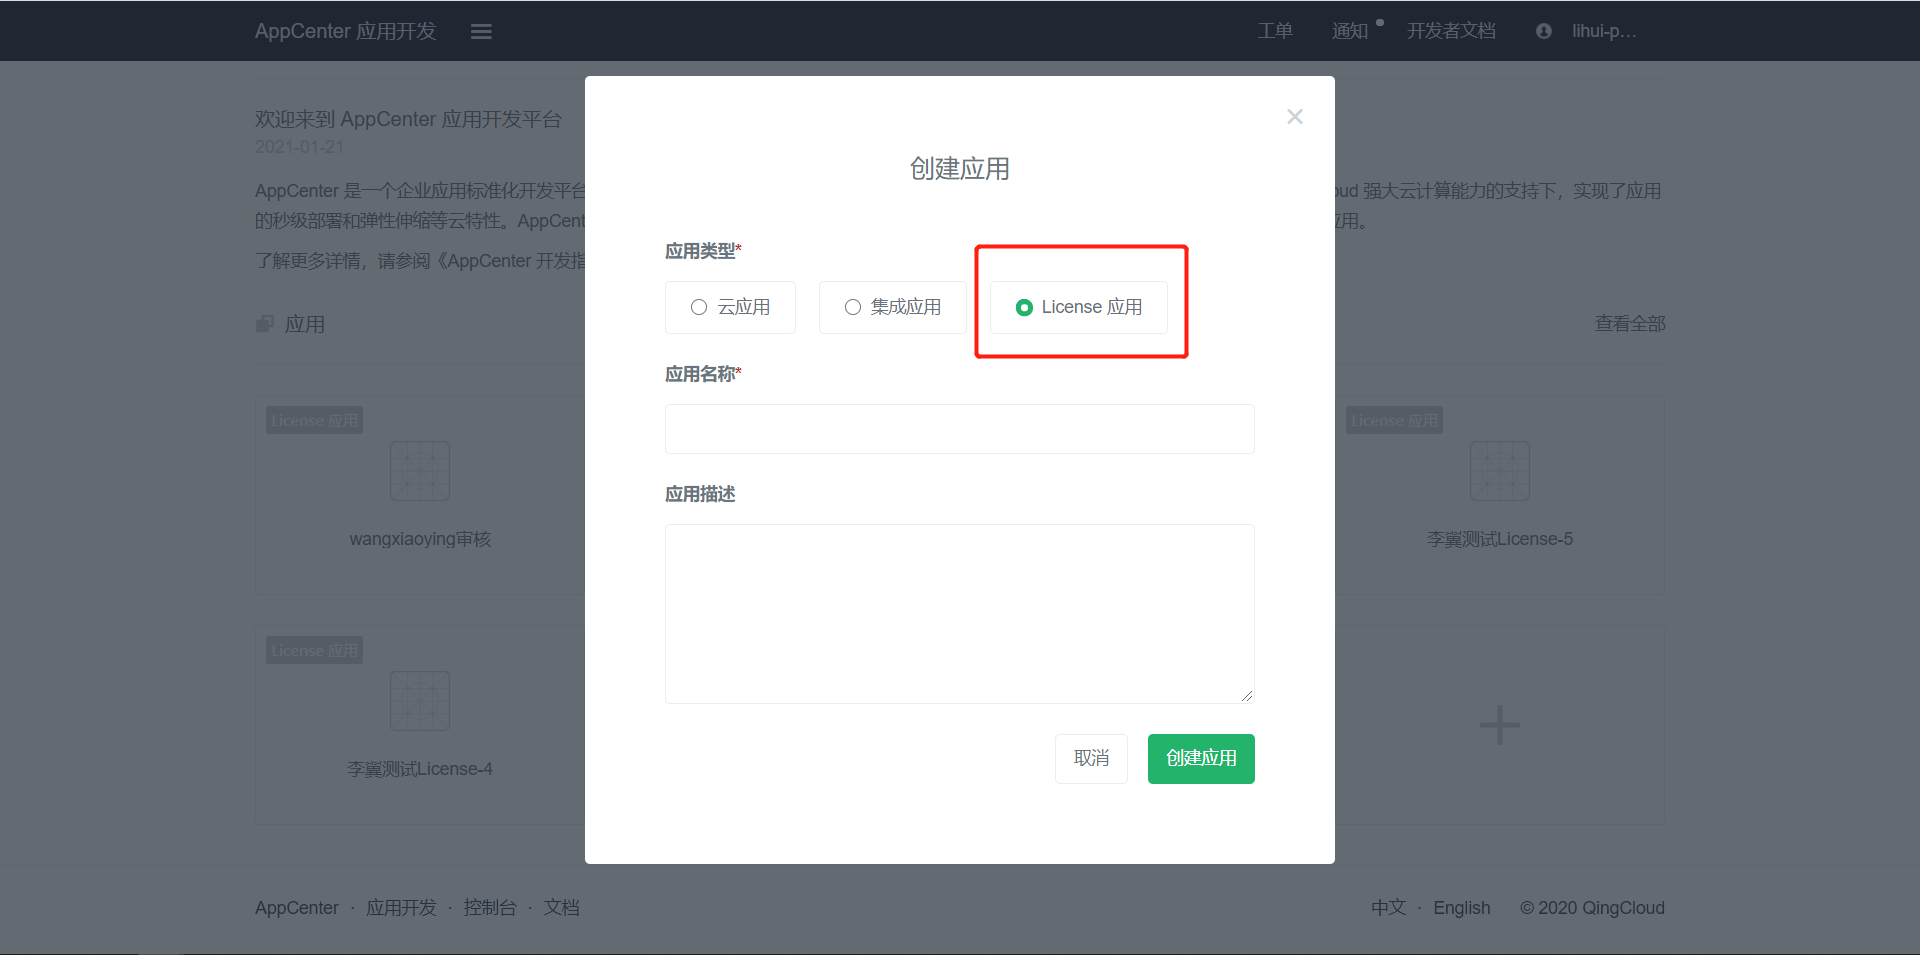 AppCenter 应用开发
工单
通知
开发者文档
lihui-p...
欢迎来到 AppCenter 应用开发平台
2021-01-21
AppCenter 是一个企业应用标准化开发平台
oud 强大云计算能力的支持下，实现了应用
的秒级部署和弹性伸缩等云特性。AppCent
应用。
了解更多详情，请参阅《AppCenter 开发指
应用
查看全部
License 应用
wangxiaoying审核
License 应用
李冀测试License-5
License 应用
李冀测试License-4
创建应用
应用类型*
云应用
集成应用
License 应用
应用名称*
应用描述
取消
创建应用
AppCenter · 应用开发 · 控制台 · 文档
中文 · English © 2020 QingCloud